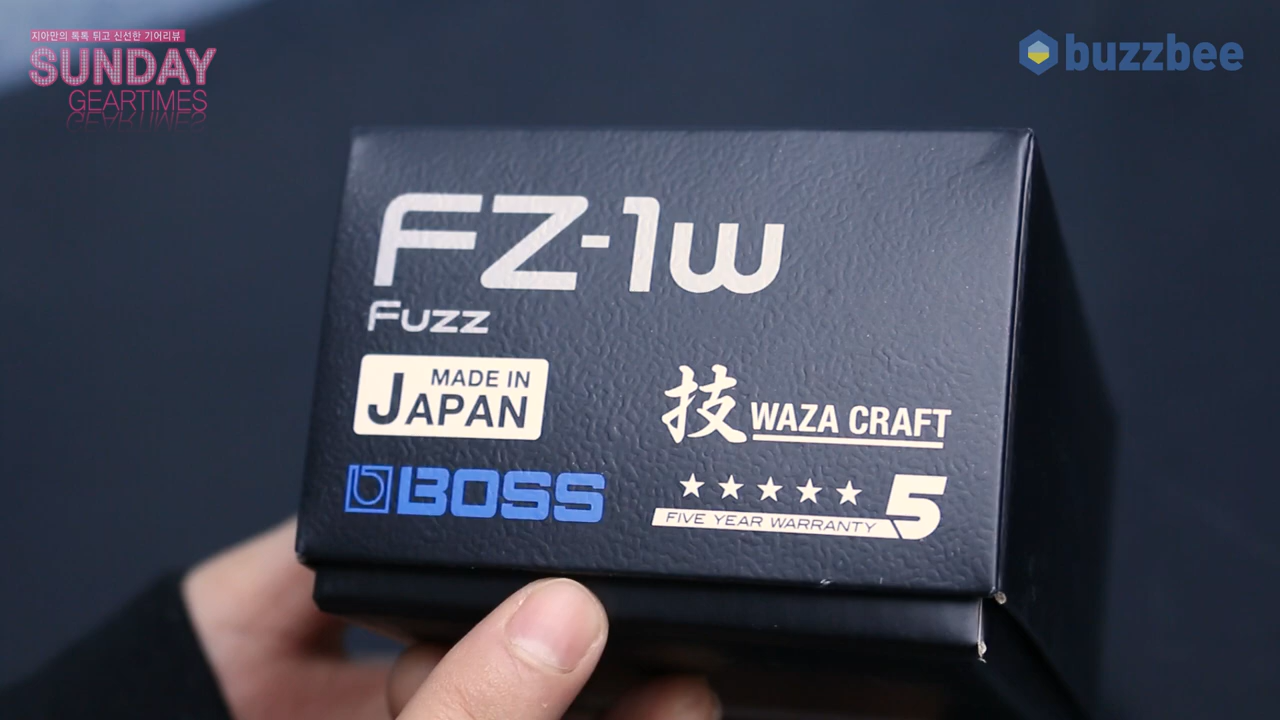 지아만의 톡톡 튀고 신선한 기어리뷰
SUNDAY
GEARTIMES
buzzbee
FZ-1w
Fuzz
MADE IN
JAPAN
技 WAZA CRAFT
BOSS
5
FIVE YEAR WARRANTY